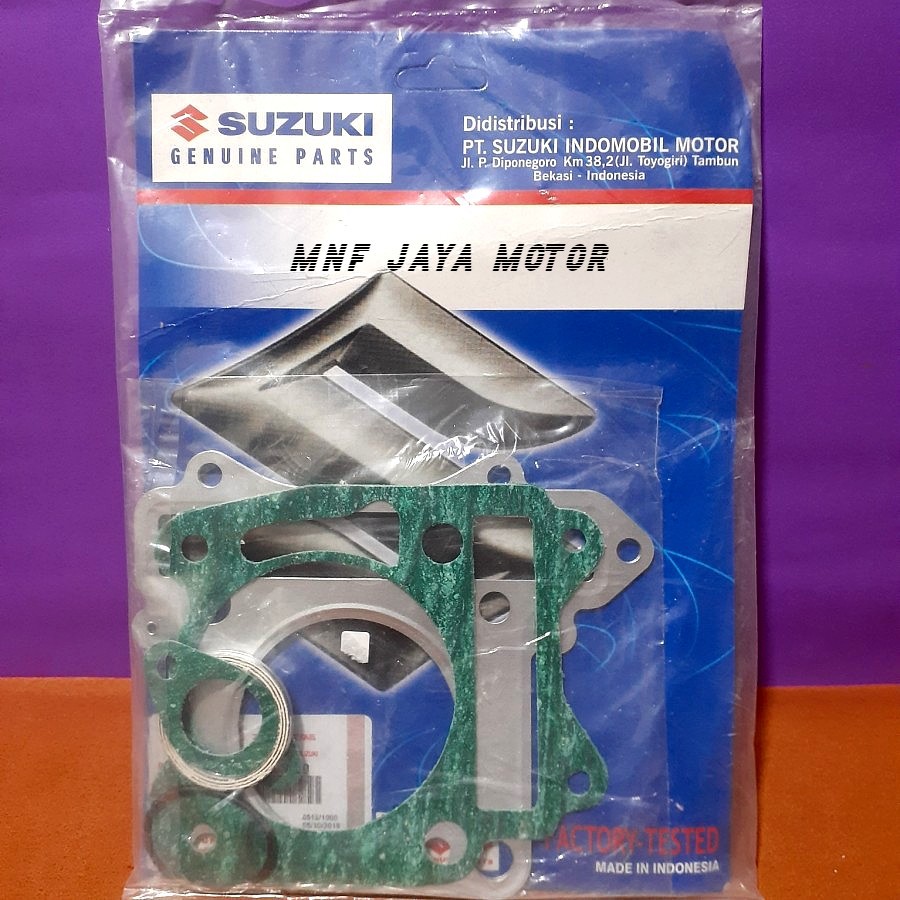 SUZUKI
GENUINE PARTS
Didistribusi :
PT. SUZUKI INDOMOBIL MOTOR
Jl. P. Diponegoro Km 38,2 (Jl. Toyogiri) Tambun
Bekasi - Indonesia
MNF JAYA MOTOR
SUZUKI
FACTORY-TESTED
MADE IN INDONESIA